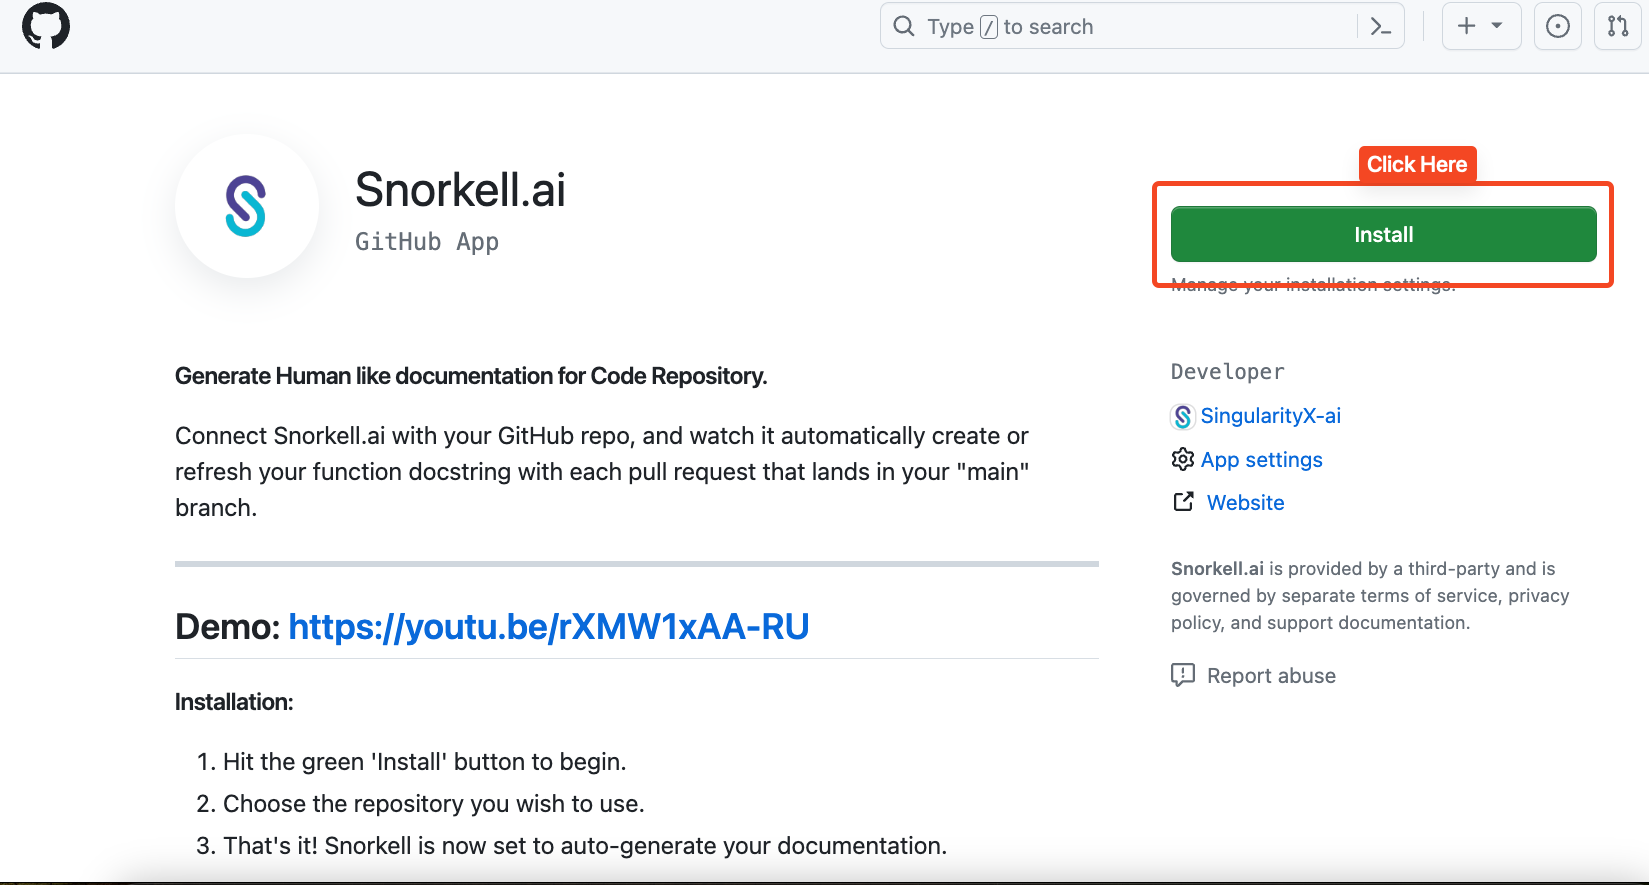 Type / to search
Snorkell.ai
GitHub App
Click Here
Install
Manage your installation settings.
Generate Human like documentation for Code Repository.
Connect Snorkell.ai with your GitHub repo, and watch it automatically create or
refresh your function docstring with each pull request that lands in your "main"
branch.
Demo: https://youtu.be/rXMW1xAA-RU
Installation:
1. Hit the green 'Install' button to begin.
2. Choose the repository you wish to use.
3. That's it! Snorkell is now set to auto-generate your documentation.
Developer
SingularityX-ai
App settings
Website
Snorkell.ai is provided by a third-party and is
governed by separate terms of service, privacy
policy, and support documentation.
Report abuse